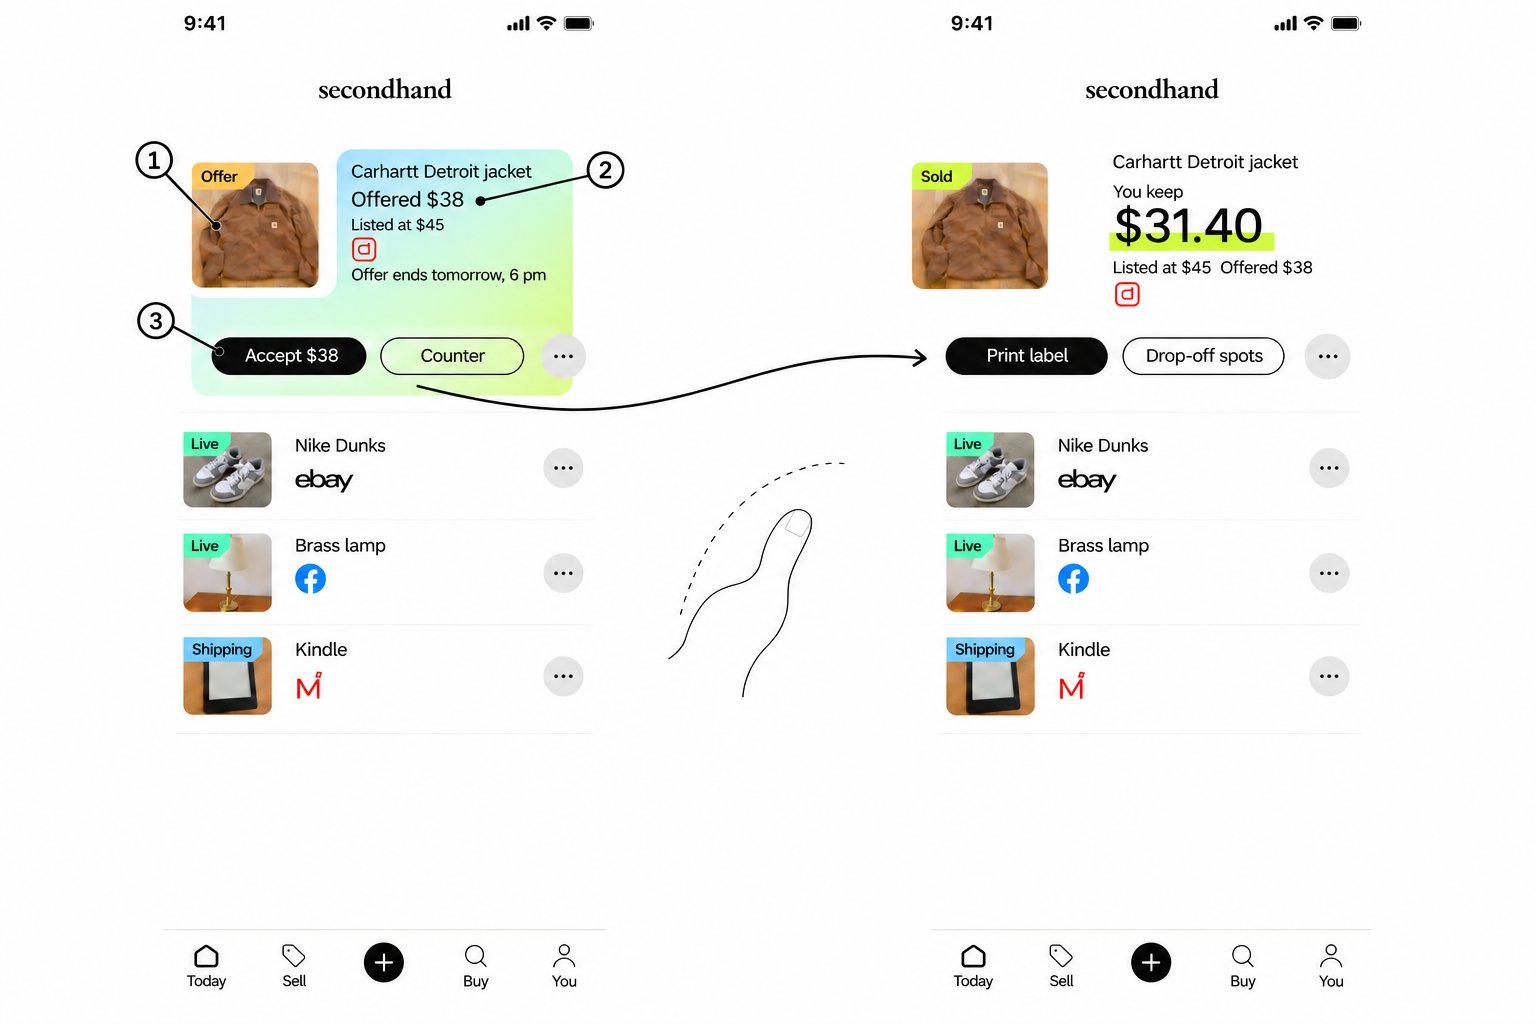 9:41
secondhand
1
Offer
Carhartt Detroit jacket
Offered $38
2
Listed at $45
Offer ends tomorrow, 6 pm
3
Accept $38
Counter
Live
Nike Dunks
ebay
Live
Brass lamp
Shipping
Kindle
Today
Sell
Buy
You
9:41
secondhand
Sold
Carhartt Detroit jacket
You keep
$31.40
Listed at $45 Offered $38
Print label
Drop-off spots
Live
Nike Dunks
ebay
Live
Brass lamp
Shipping
Kindle
Today
Sell
Buy
You